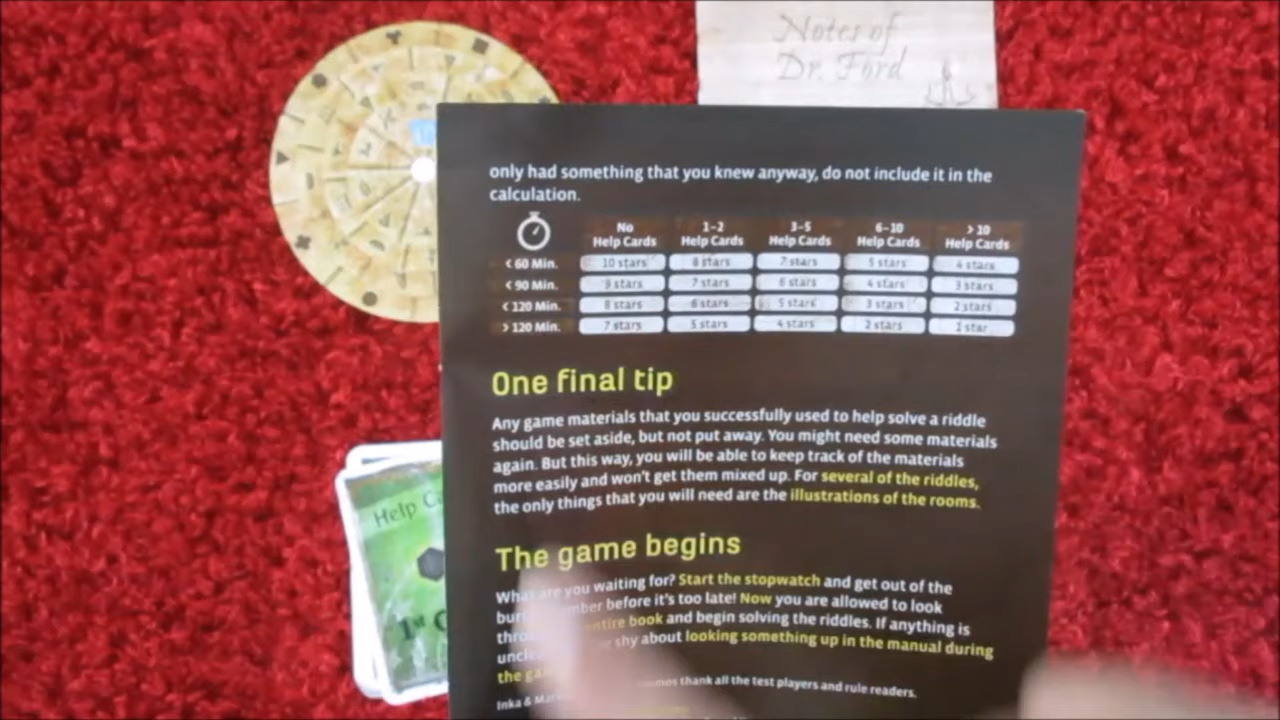 Notes of
Dr. Ford
only had something that you knew anyway, do not include it in the
calculation.
No Help Cards 1-2 Help Cards 3-5 Help Cards 6-10 Help Cards > 10 Help Cards
< 60 Min. 10 stars 8 stars 7 stars 5 stars 4 stars
< 90 Min. 9 stars 7 stars 6 stars 4 stars 3 stars
< 120 Min. 8 stars 6 stars 5 stars 3 stars 2 stars
> 120 Min. 7 stars 5 stars 4 stars 2 stars 1 star
One final tip
Any game materials that you successfully used to help solve a riddle
should be set aside, but not put away. You might need some materials
again. But this way, you will be able to keep track of the materials
more easily and won't get them mixed up. For several of the riddles,
the only things that you will need are the illustrations of the rooms.
The game begins
What are you waiting for? Start the stopwatch and get out of the
before it's too late! Now you are allowed to look
entire book and begin solving the riddles. If anything is
shy about looking something up in the manual during
the
Inka & thank all the test players and rule readers.
Help
1st